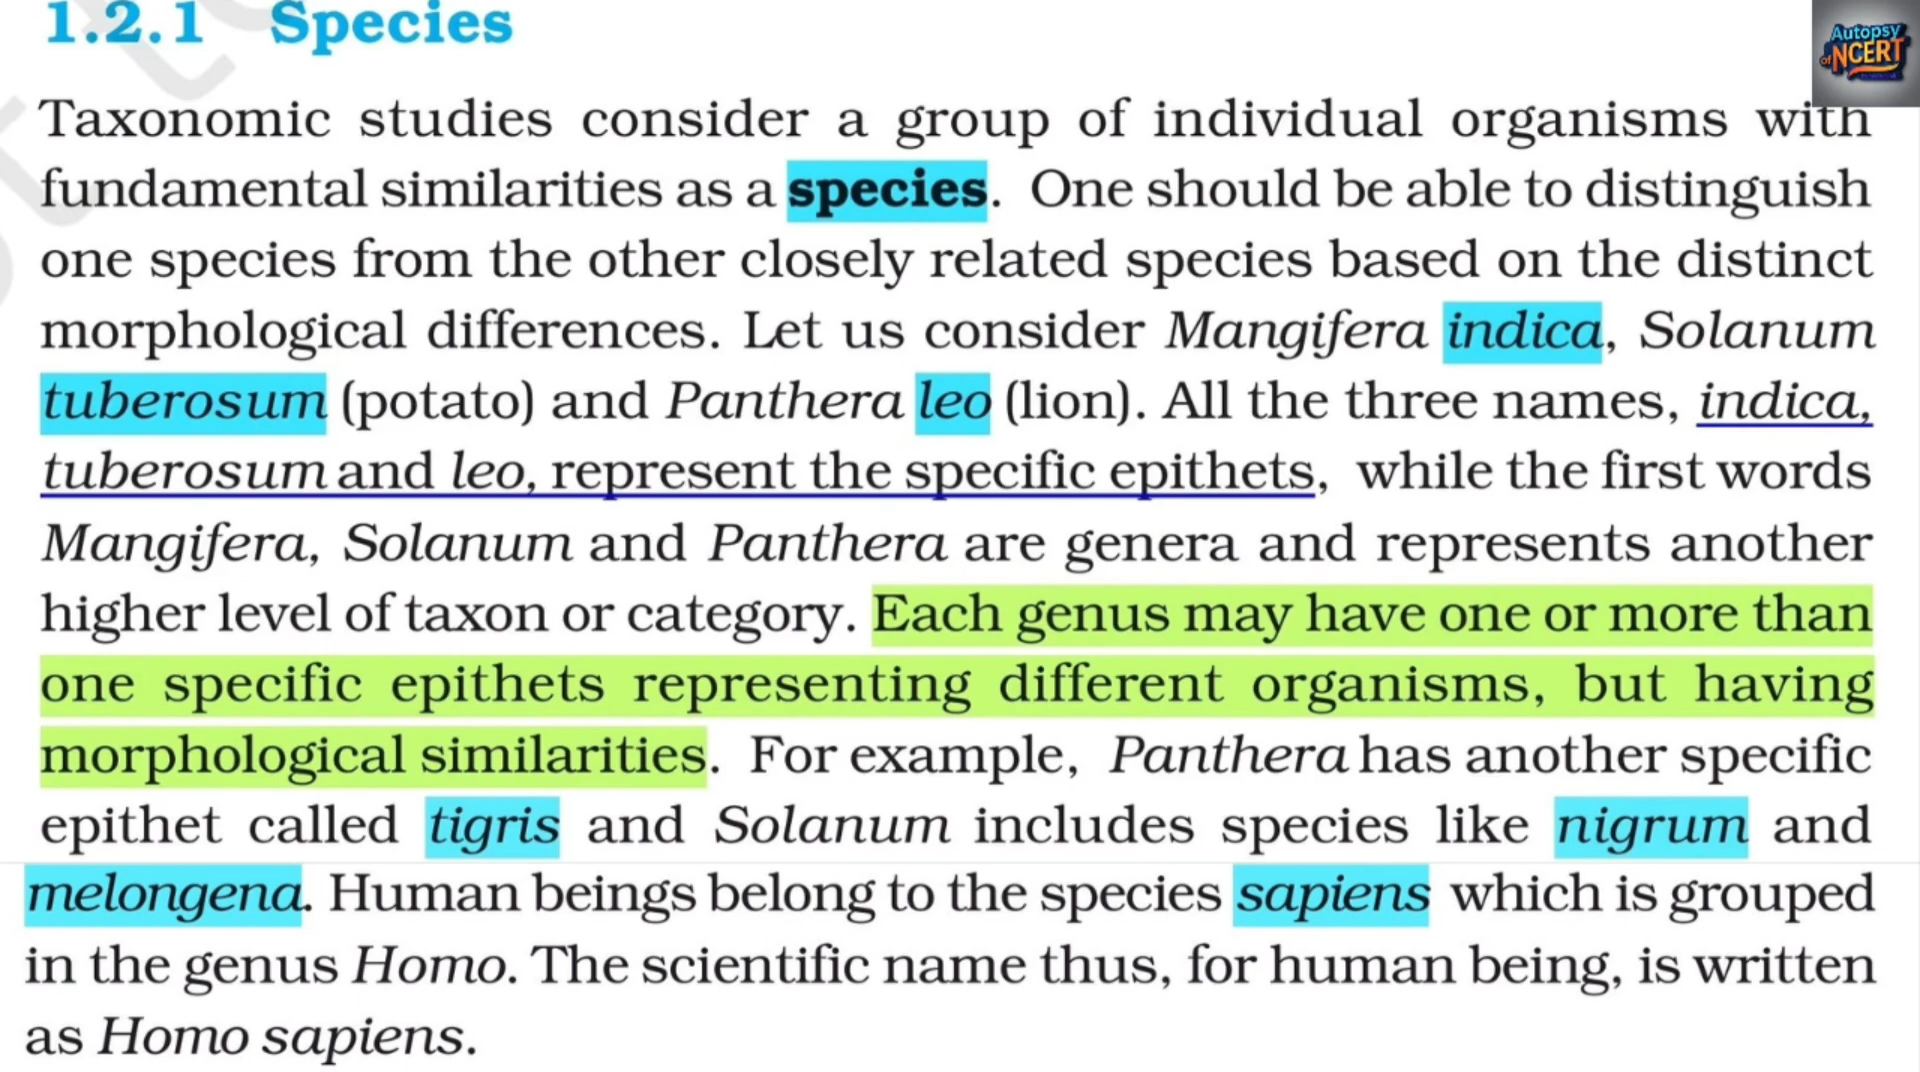 1.2.1 Species
Autopsy
of NCERT
Taxonomic studies consider a group of individual organisms with
fundamental similarities as a species. One should be able to distinguish
one species from the other closely related species based on the distinct
morphological differences. Let us consider Mangifera indica, Solanum
tuberosum (potato) and Panthera leo (lion). All the three names, indica,
tuberosum and leo, represent the specific epithets, while the first words
Mangifera, Solanum and Panthera are genera and represents another
higher level of taxon or category. Each genus may have one or more than
one specific epithets representing different organisms, but having
morphological similarities. For example, Panthera has another specific
epithet called tigris and Solanum includes species like nigrum and
melongena. Human beings belong to the species sapiens which is grouped
in the genus Homo. The scientific name thus, for human being, is written
as Homo sapiens.